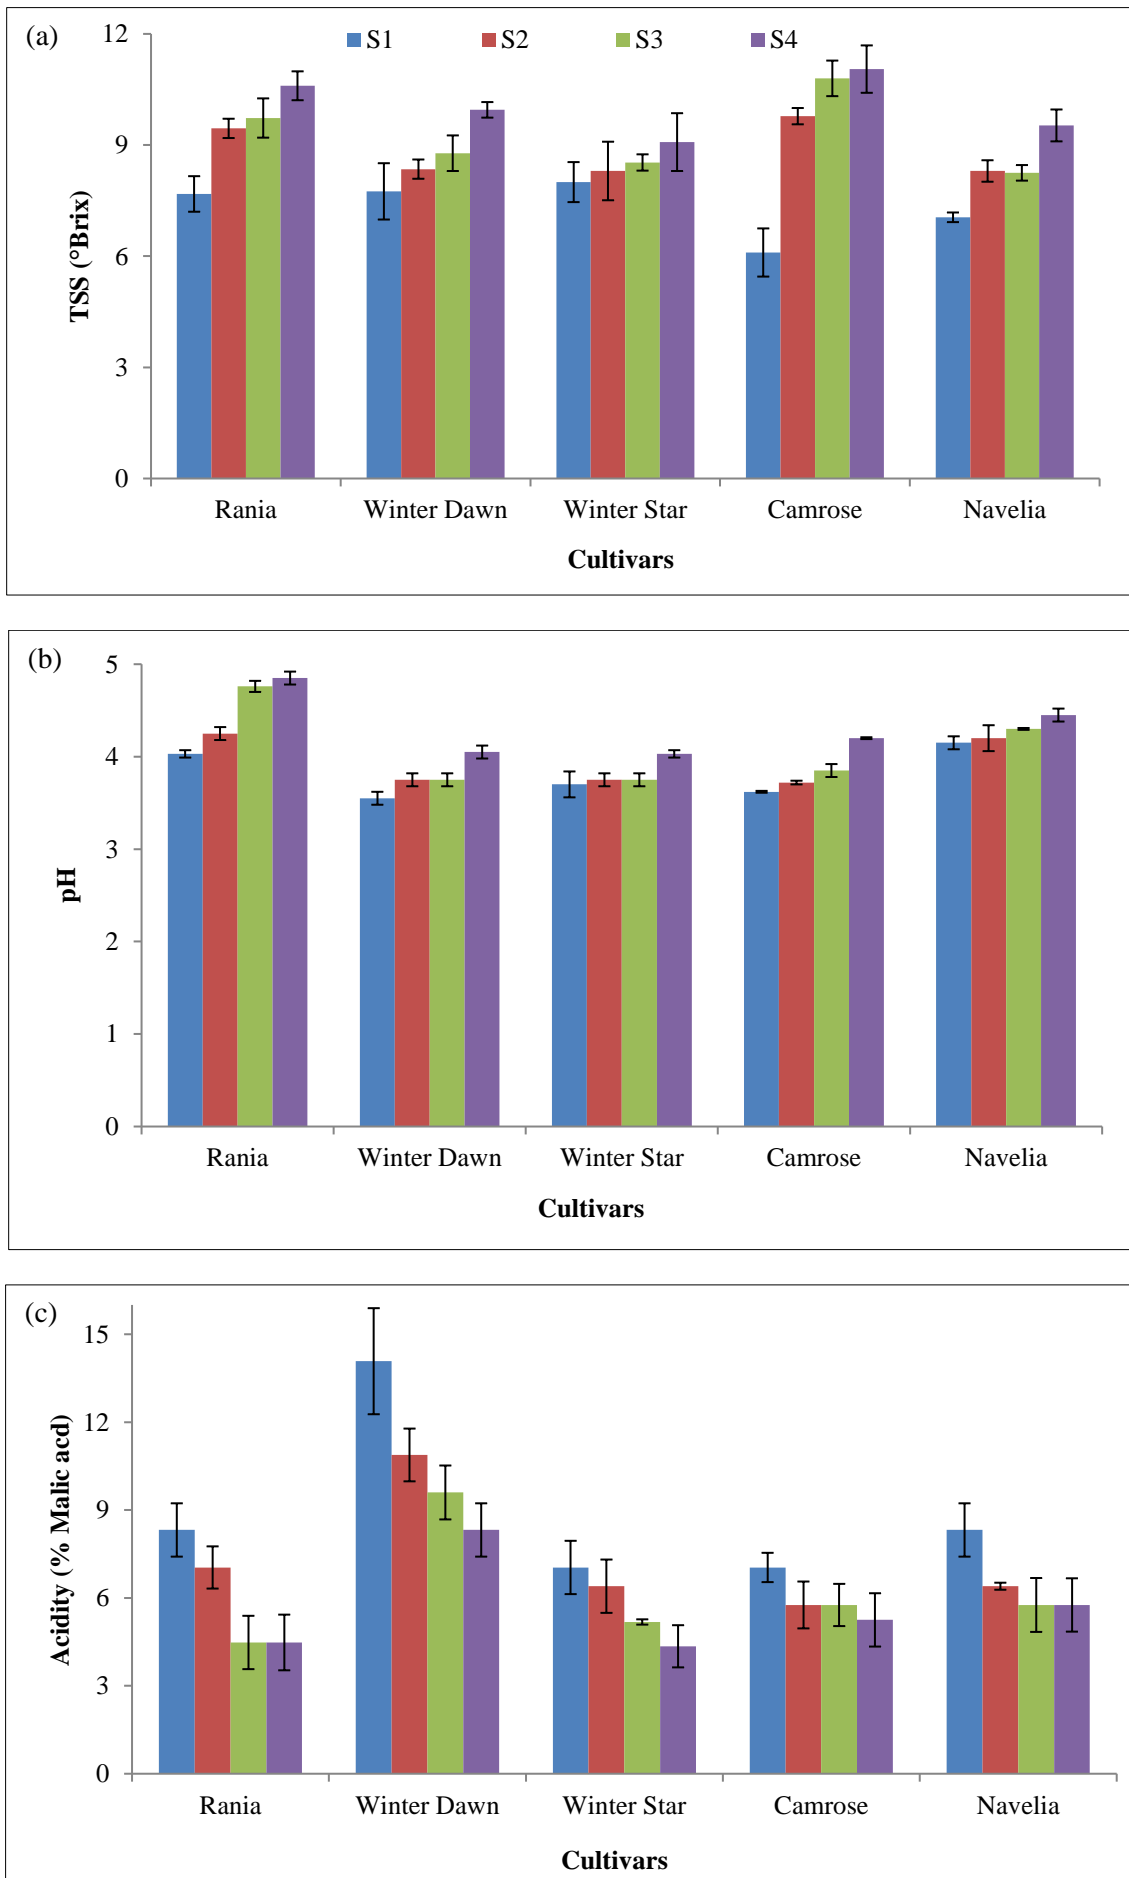 (a)
S1 S2 S3 S4
12
9
6
3
0
TSS (°Brix)
Rania Winter Dawn Winter Star Camrose Navelia
Cultivars
(b)
5
4
3
2
1
0
pH
Rania Winter Dawn Winter Star Camrose Navelia
Cultivars
(c)
15
12
9
6
3
0
Acidity (% Malic acd)
Rania Winter Dawn Winter Star Camrose Navelia
Cultivars